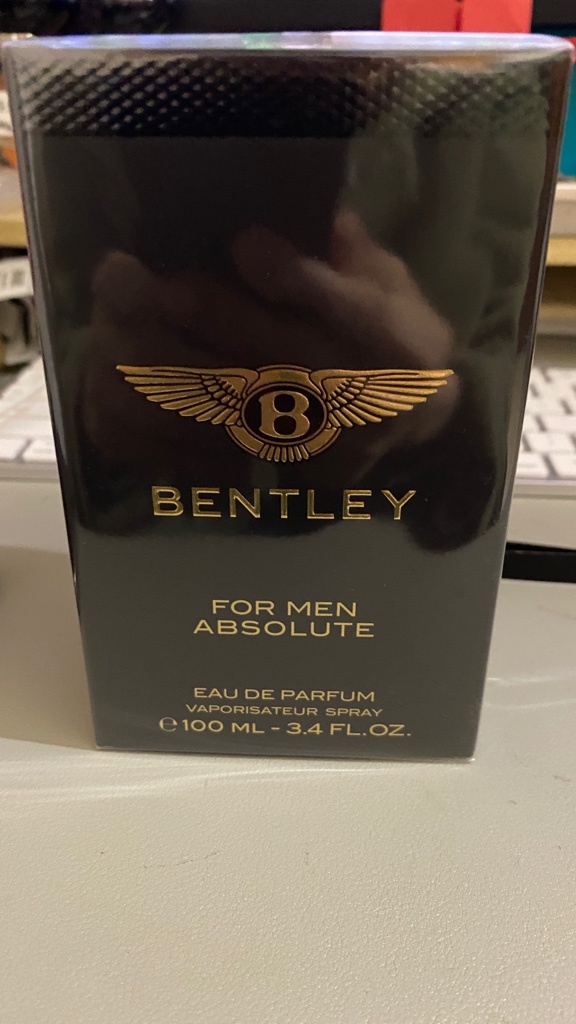 B
BENTLEY
FOR MEN
ABSOLUTE
EAU DE PARFUM
VAPORISATEUR SPRAY
℮ 100 ML - 3.4 FL.OZ.